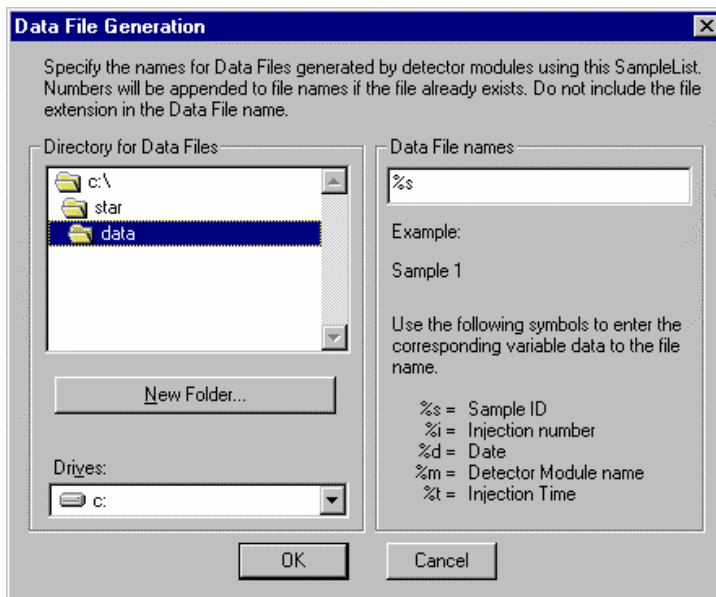 Data File Generation
Specify the names for Data Files generated by detector modules using this SampleList.
Numbers will be appended to file names if the file already exists. Do not include the file
extension in the Data File name.
Directory for Data Files
c:\
star
data
New Folder...
Drives:
c:
Data File names
%s
Example:
Sample 1
Use the following symbols to enter the
corresponding variable data to the file
name.
%s = Sample ID
%i = Injection number
%d = Date
%m = Detector Module name
%t = Injection Time
OK
Cancel